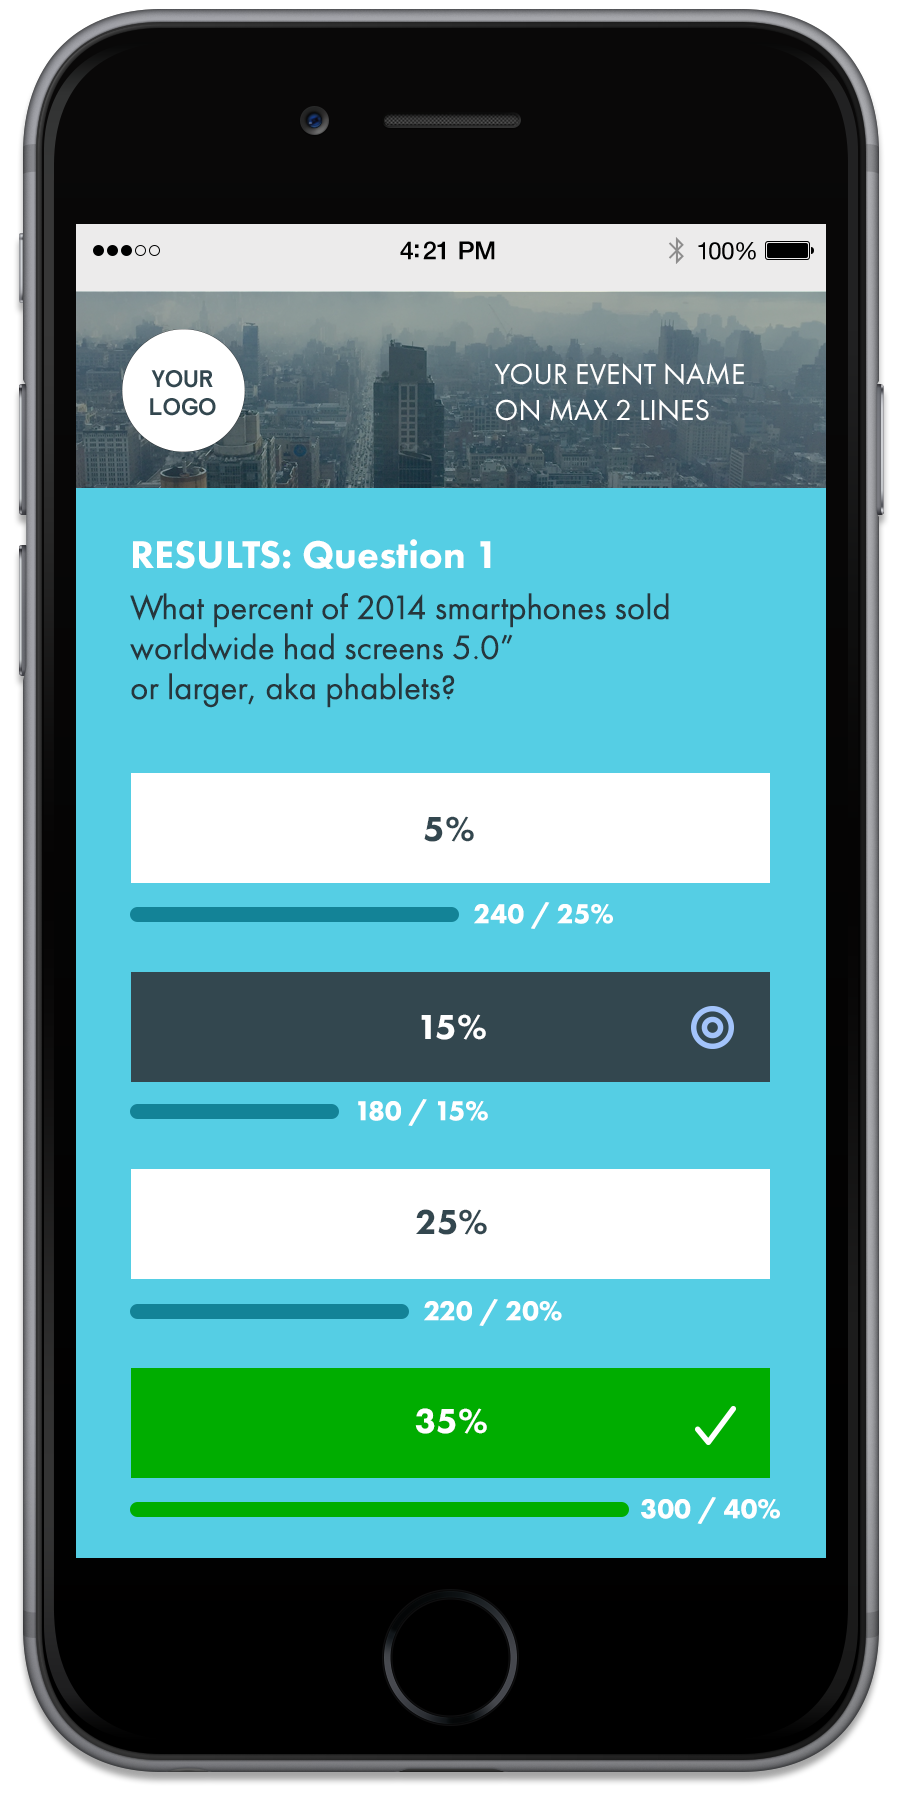 4:21 PM
100%
YOUR
LOGO
YOUR EVENT NAME
ON MAX 2 LINES
RESULTS: Question 1
What percent of 2014 smartphones sold
worldwide had screens 5.0”
or larger, aka phablets?
5%
240 / 25%
15%
180 / 15%
25%
220 / 20%
35%
300 / 40%